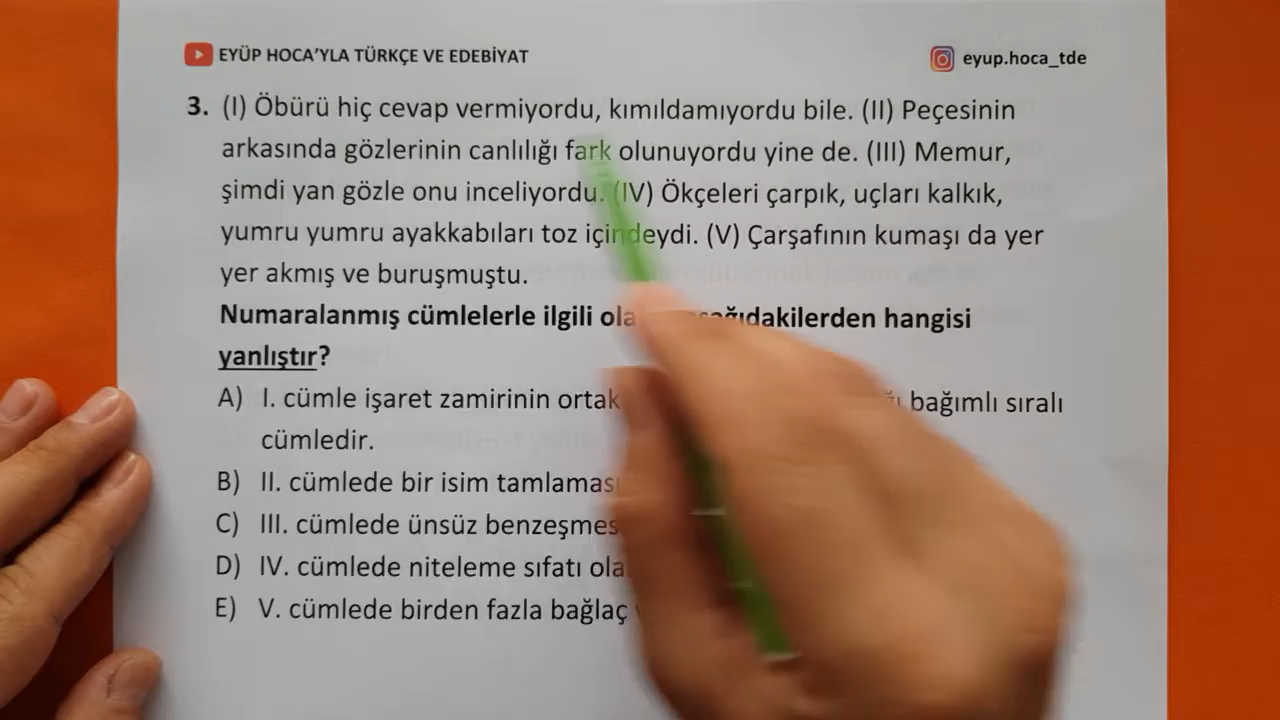 EYÜP HOCA'YLA TÜRKÇE VE EDEBİYAT
eyup.hoca_tde
3. (I) Öbürü hiç cevap vermiyordu, kımıldamıyordu bile. (II) Peçesinin
arkasında gözlerinin canlılığı fark olunuyordu yine de. (III) Memur,
şimdi yan gözle onu inceliyordu. (IV) Ökçeleri çarpık, uçları kalkık,
yumru yumru ayakkabıları toz içindeydi. (V) Çarşafının kumaşı da yer
yer akmış ve buruşmuştu.
Numaralanmış cümlelerle ilgili hangisi
yanlıştır?
A) I. cümle işaret zamirinin ortak bağımlı sıralı
cümledir.
B) II. cümlede bir isim
C) III. cümlede ünsüz
D) IV. cümlede niteleme sıfatı
E) V. cümlede birden fazla bağlaç